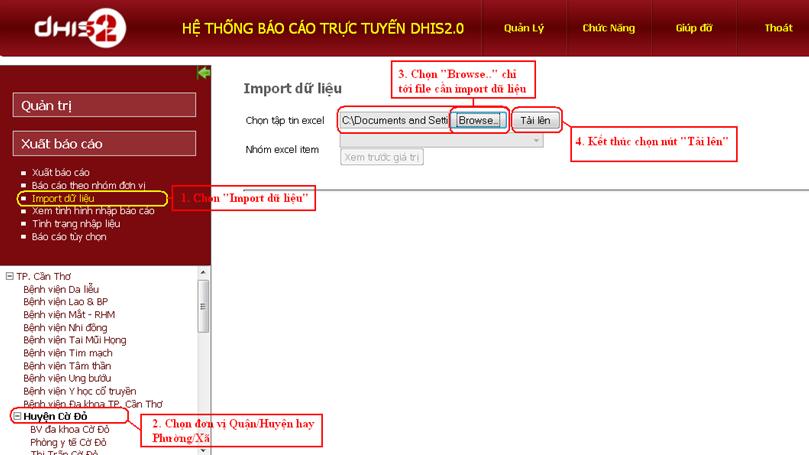 DHIS2
HỆ THỐNG BÁO CÁO TRỰC TUYẾN DHIS2.0
Quản Lý
Chức Năng
Giúp đỡ
Thoát
Quản trị
Xuất báo cáo
Xuất báo cáo
Báo cáo theo nhóm đơn vị
Import dữ liệu
Xem tình hình nhập báo cáo
Tình trạng nhập liệu
Báo cáo tùy chọn
1. Chọn "Import dữ liệu"
TP. Cần Thơ
Bệnh viện Da liễu
Bệnh viện Lao & BP
Bệnh viện Mắt - RHM
Bệnh viện Nhi đồng
Bệnh viện Tai Mũi Họng
Bệnh viện Tim mạch
Bệnh viện Tâm thần
Bệnh viện Ung bướu
Bệnh viện Y học cổ truyền
Bệnh viện Đa khoa TP. Cần Thơ
Huyện Cờ Đỏ
BV đa khoa Cờ Đỏ
Phòng y tế Cờ Đỏ
Thị Trấn Cờ Đỏ
2. Chọn đơn vị Quận/Huyện hay
Phường/Xã
Import dữ liệu
3. Chọn "Browse.." chỉ
tới file cần import dữ liệu
Chọn tập tin excel
C:\Documents and Setti
Browse...
Tải lên
Nhóm excel item
Xem trước giá trị
4. Kết thúc chọn nút "Tải lên"